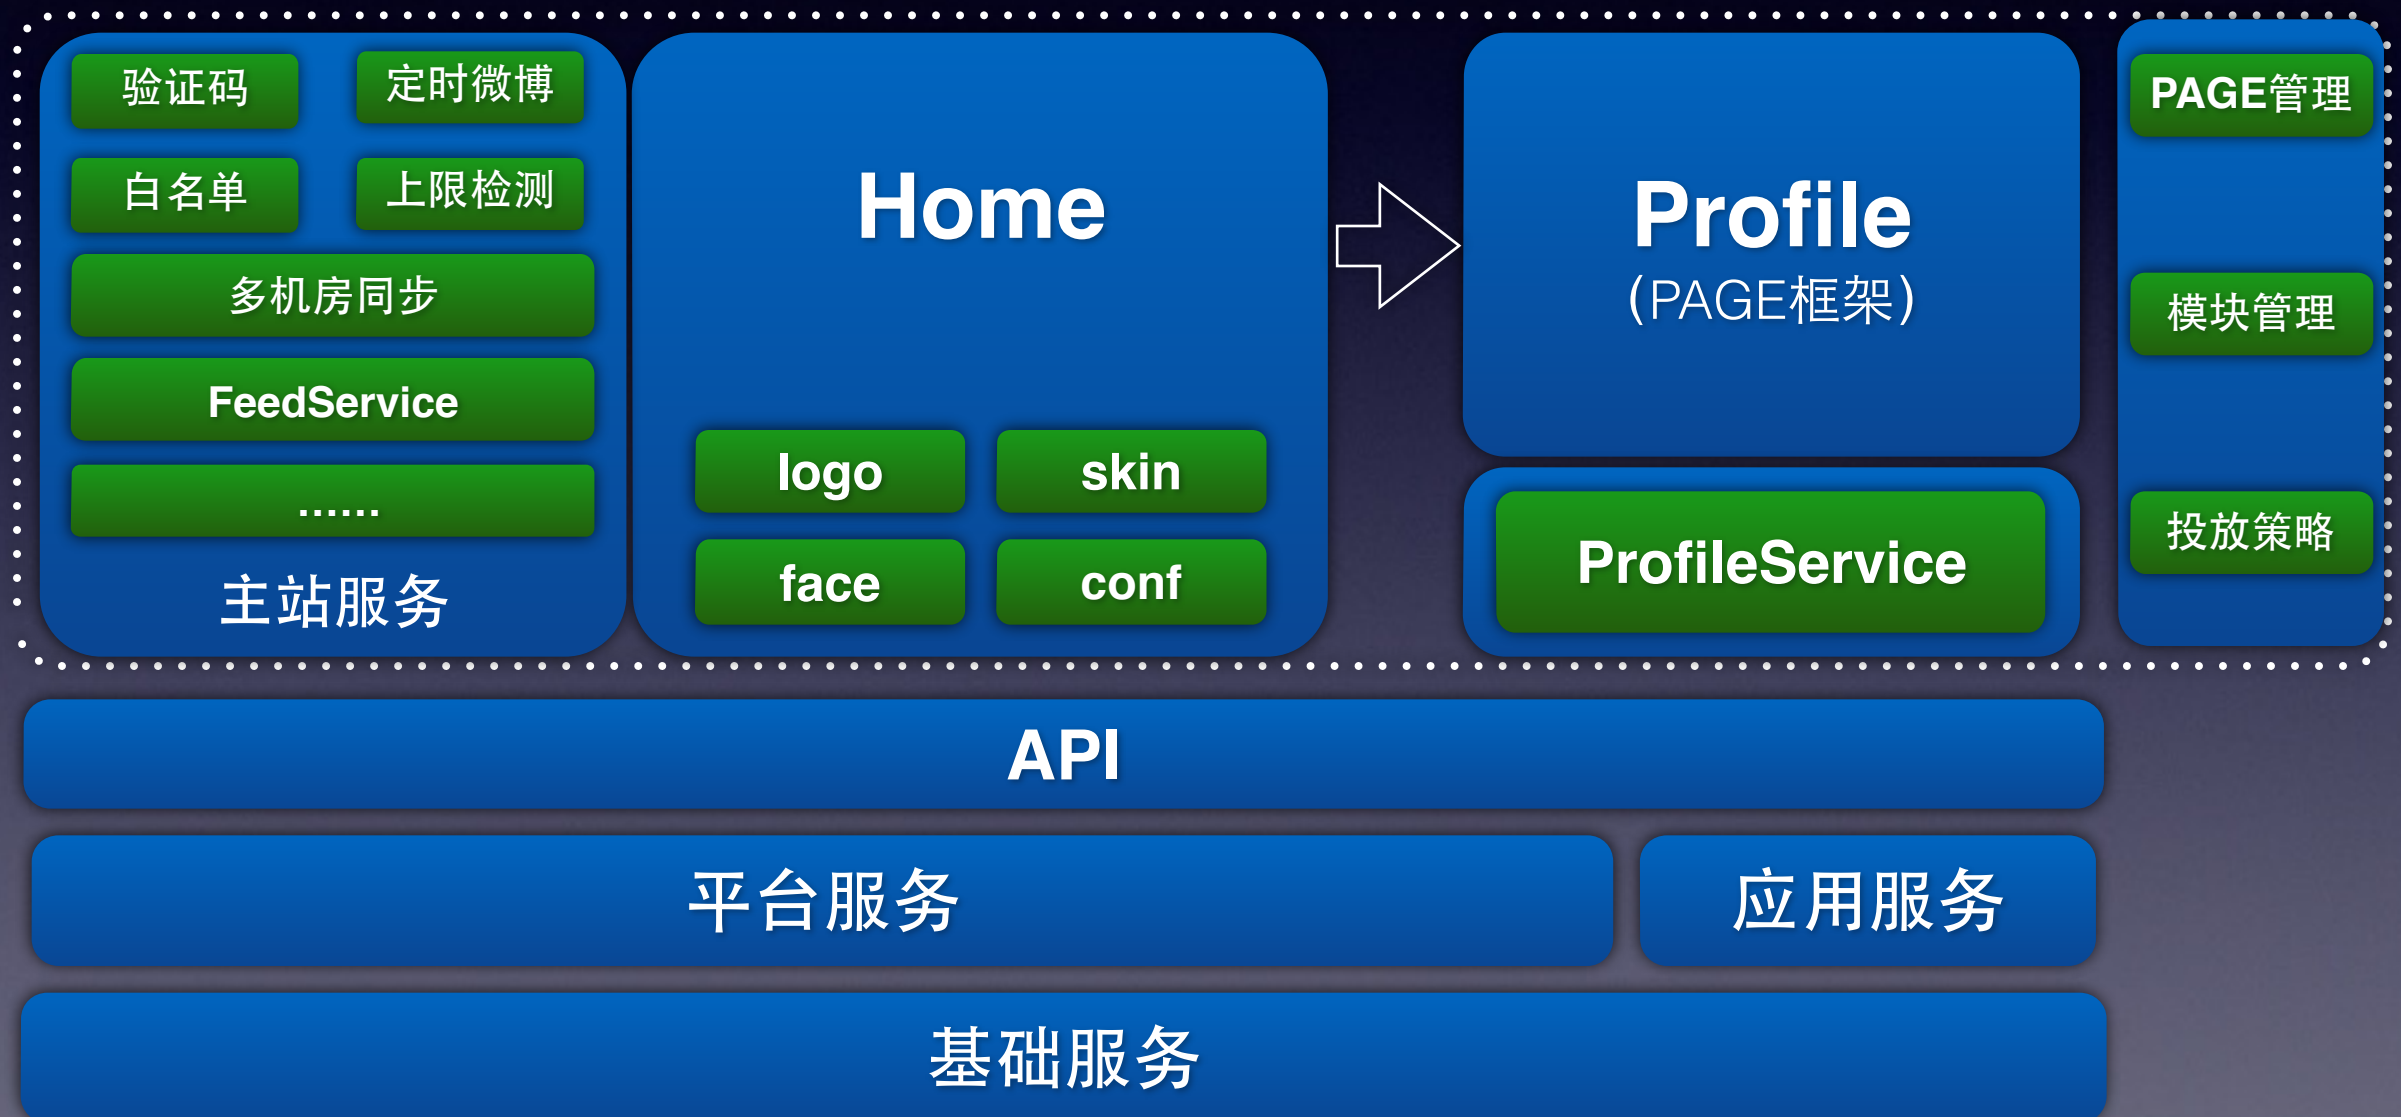 验证码
定时微博
白名单
上限检测
多机房同步
FeedService
......
主站服务
Home
logo
skin
face
conf
Profile
（PAGE框架）
ProfileService
PAGE管理
模块管理
投放策略
API
平台服务
应用服务
基础服务